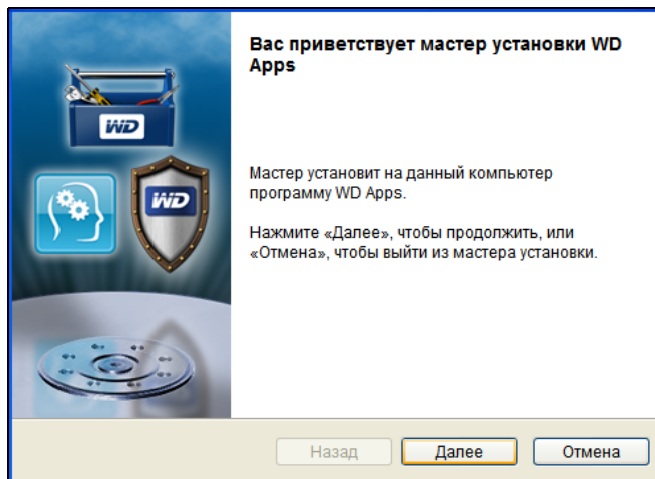 Вас приветствует мастер установки WD
Apps
WD
WD
Мастер установит на данный компьютер
программу WD Apps.
Нажмите «Далее», чтобы продолжить, или
«Отмена», чтобы выйти из мастера установки.
Назад
Далее
Отмена